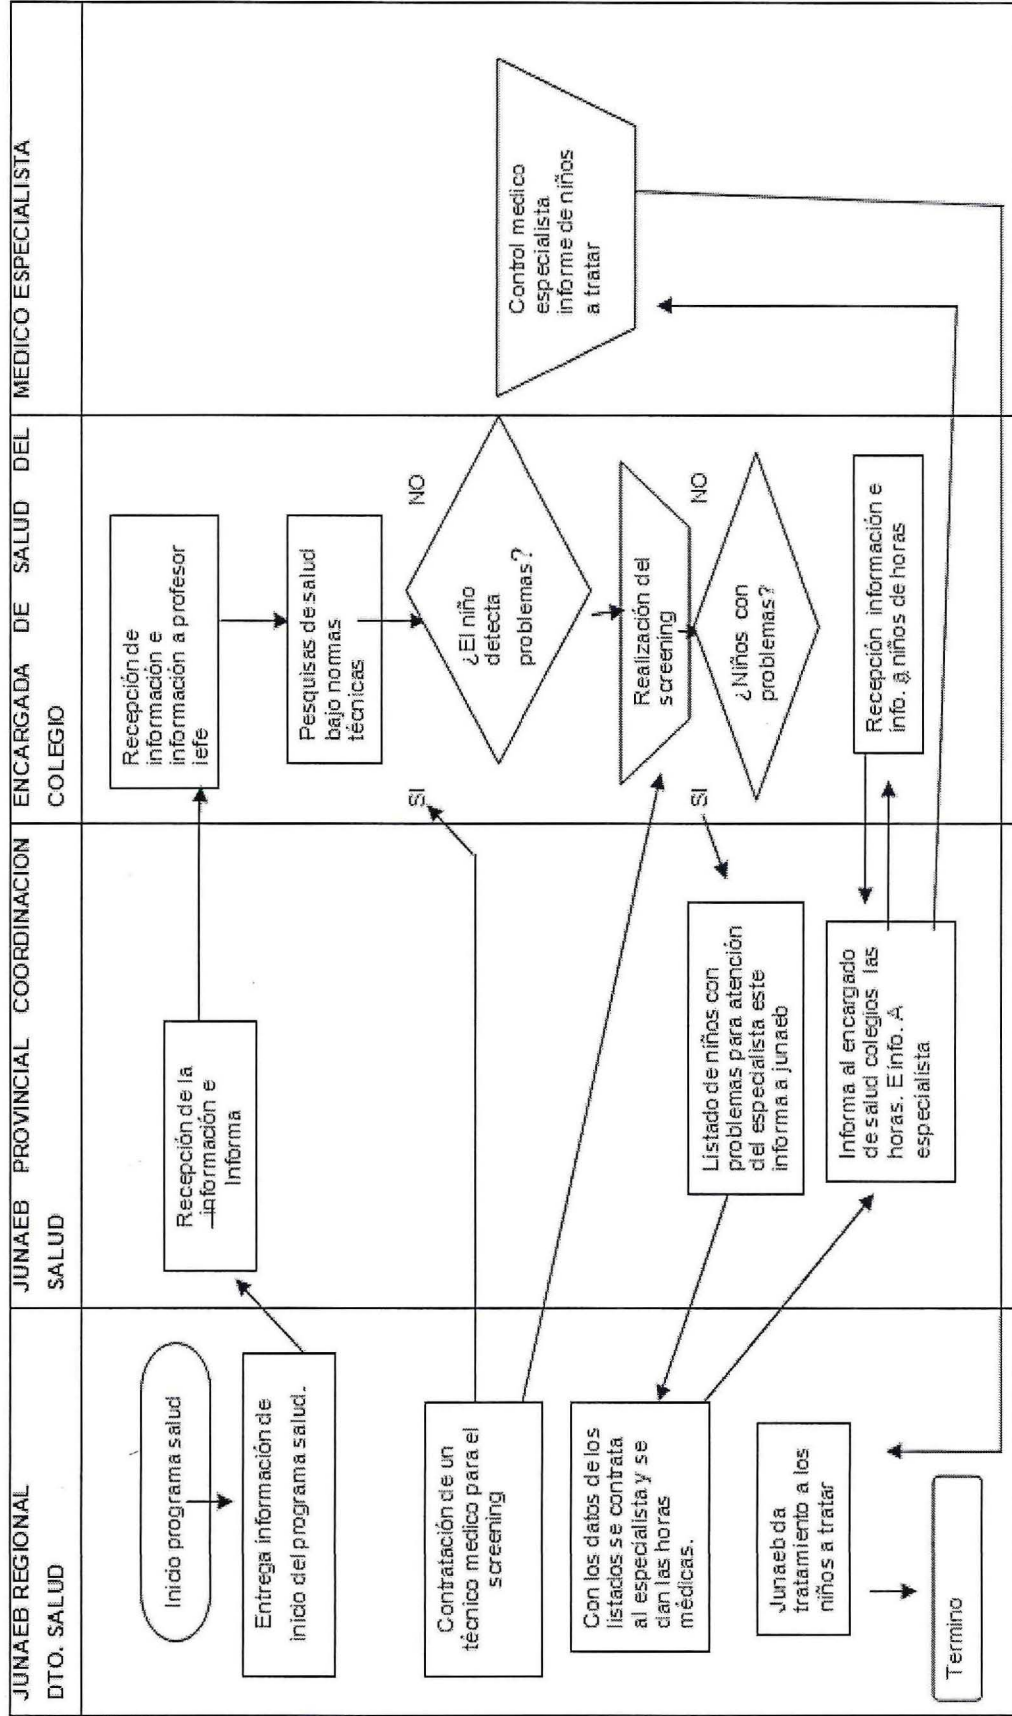 JUNAEB REGIONAL
DTO. SALUD
JUNAEB PROVINCIAL COORDINACION
SALUD
ENCARGADA DE SALUD DEL
COLEGIO
MEDICO ESPECIALISTA
Inicio programa salud
Entrega información de
inicio del programa salud.
Recepción de la
información e
Informa
Recepción de
información e
información a profesor
iefe
Pesquisas de salud
bajo normas
técnicas
¿El niño
detecta
problemas?
SI
NO
Contratación de un
técnico medico para el
screening
Realización del
screening
¿Niños con
problemas?
SI
NO
Listado de niños con
problemas para atención
del especialista este
informa a junaeb
Con los datos de los
listados se contrata
al especialista y se
dan las horas
médicas.
Informa al encargado
de salud colegios las
horas. E info. A
especialista
Recepción información e
info. a niños de horas
Control medico
especialista
informe de niños
a tratar
Junaeb da
tratamiento a los
niños a tratar
Termino